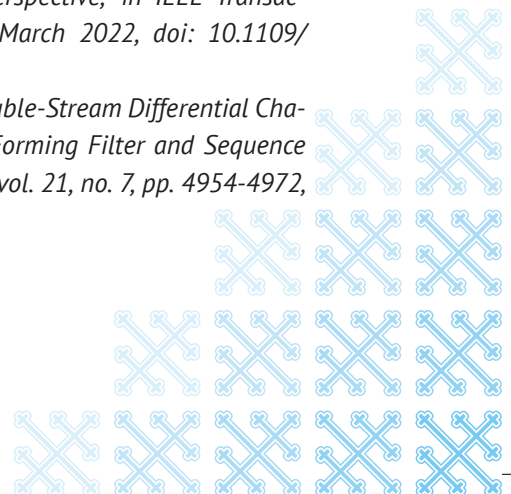 erspective," in IEEE Transac-
March 2022, doi: 10.1109/
able-Stream Differential Cha-
Forming Filter and Sequence
vol. 21, no. 7, pp. 4954-4972,